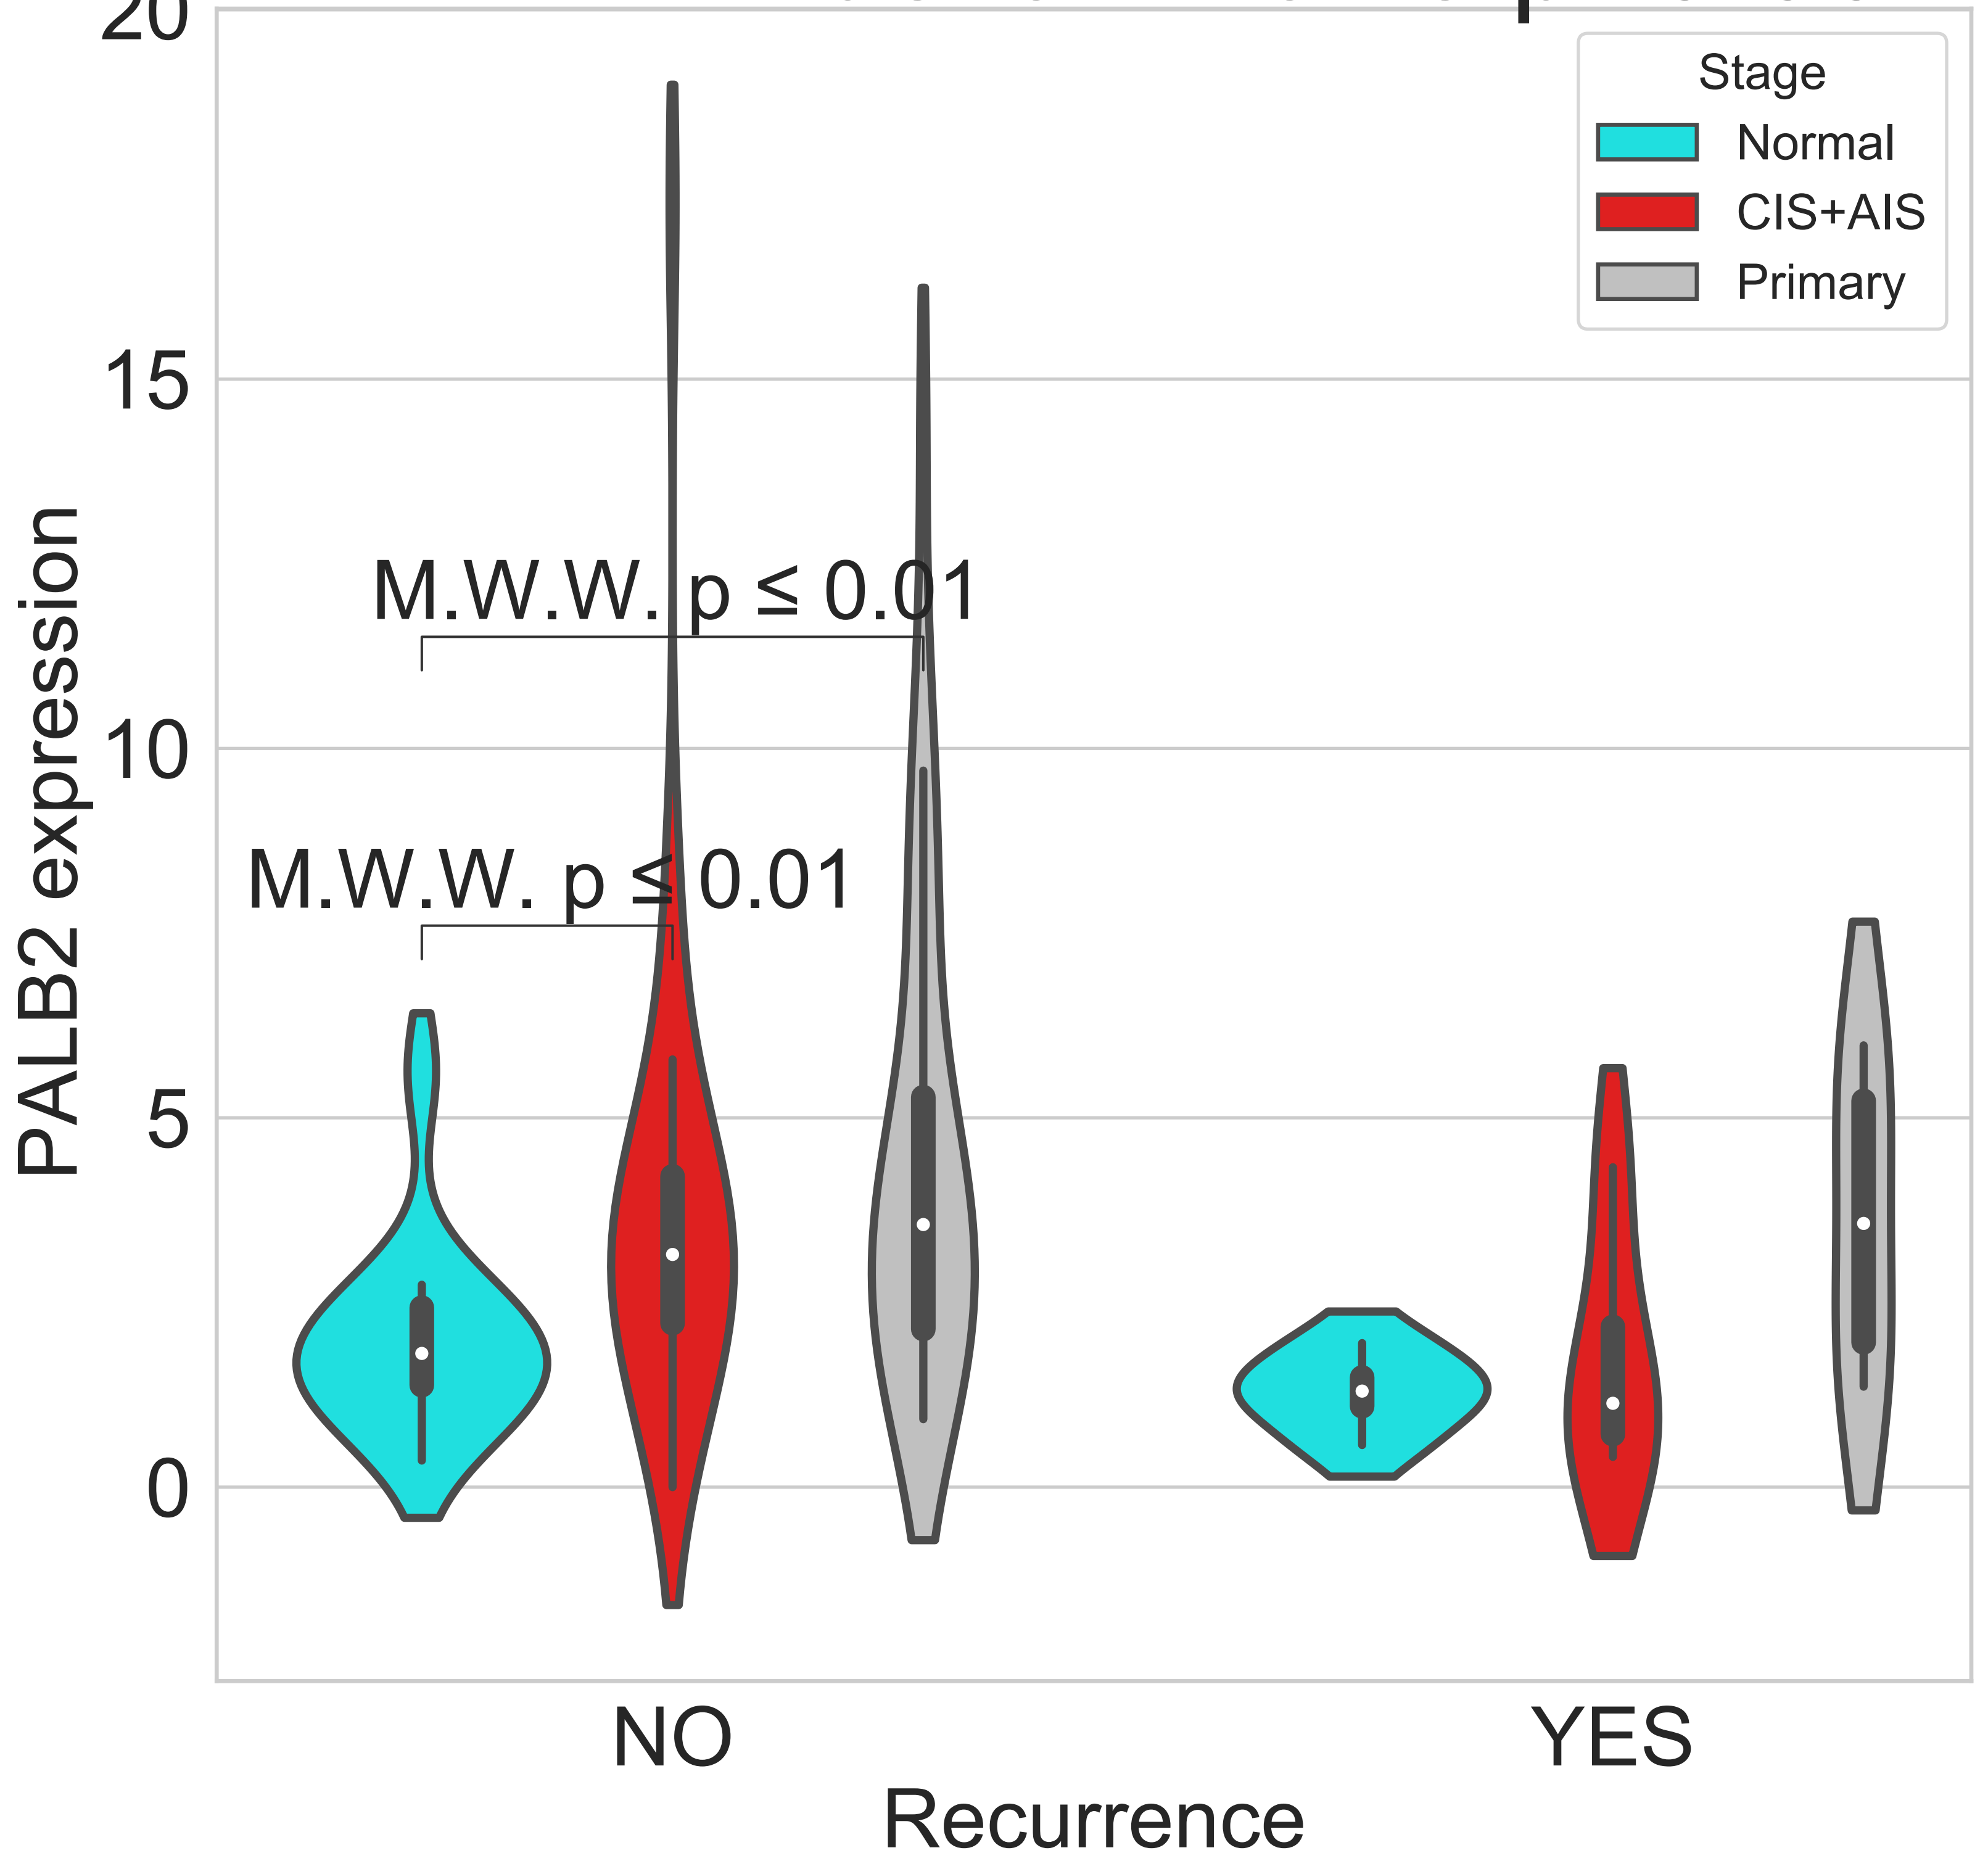 20
15
10
5
0
PALB2 expression
Stage
Normal
CIS+AIS
Primary
M.W.W. p ≤ 0.01
M.W.W. p ≤ 0.01
NO
YES
Recurrence